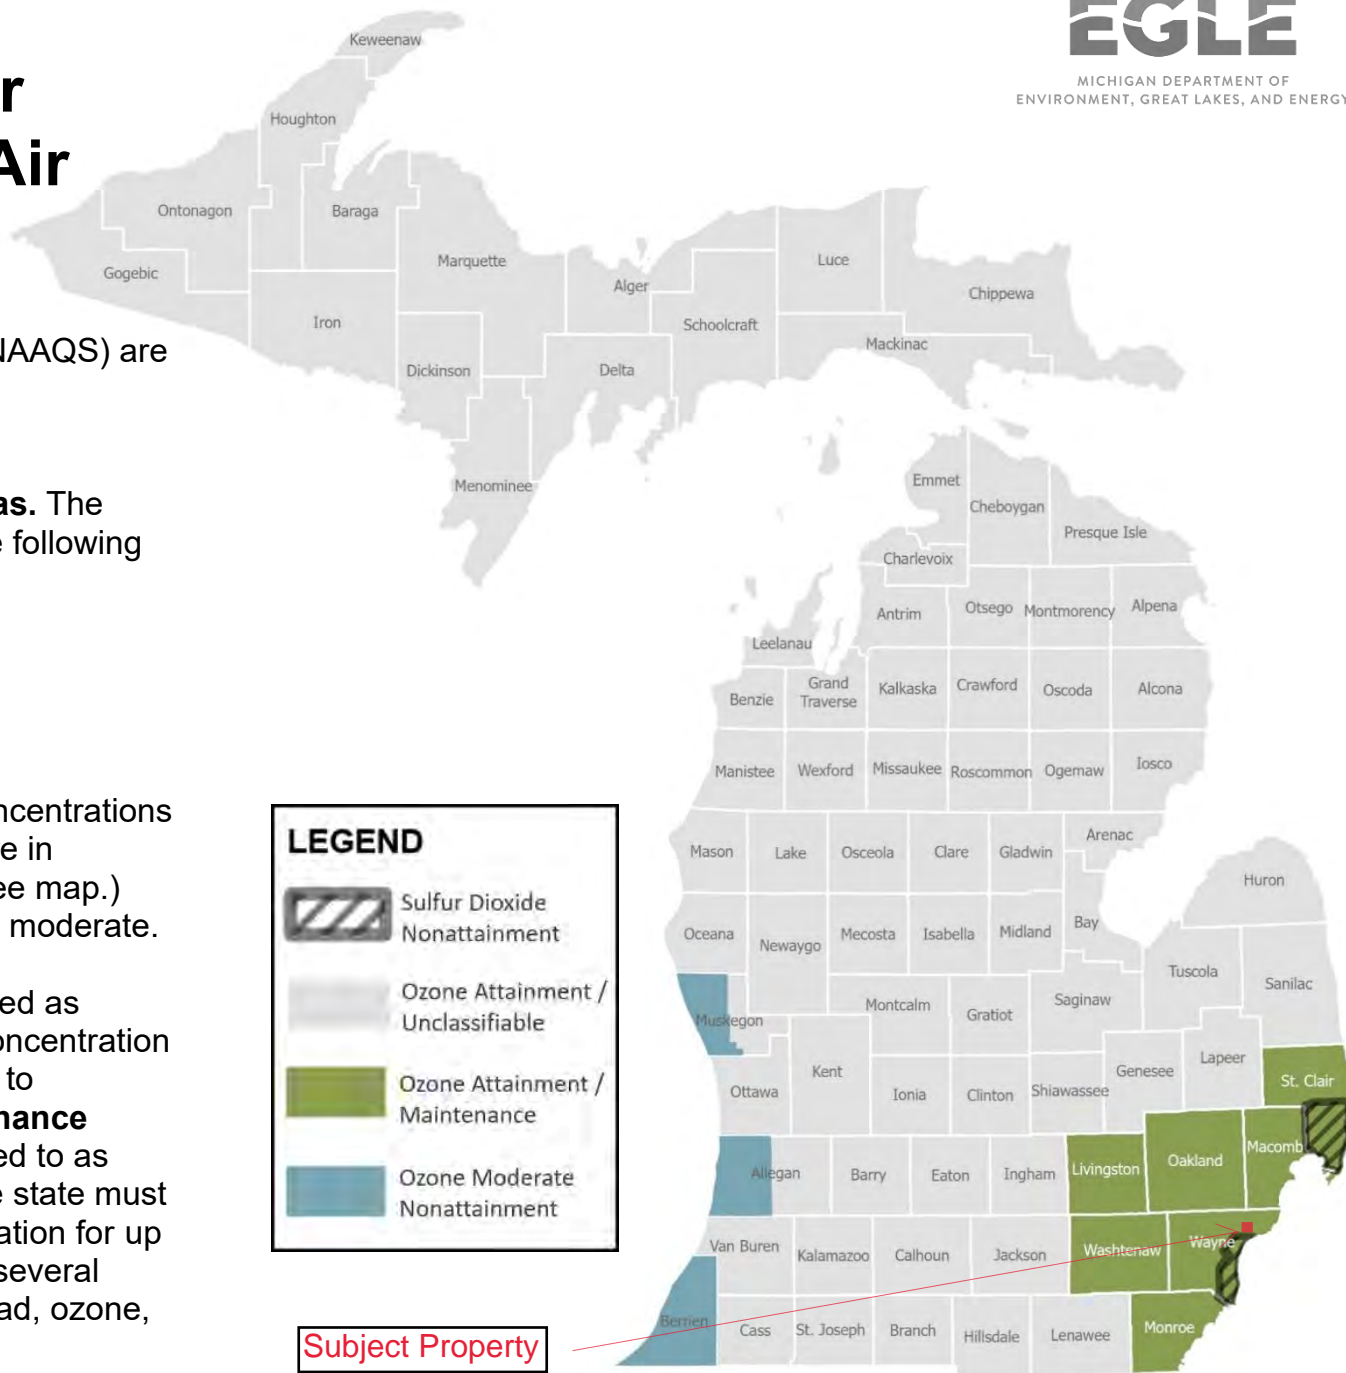 EGLE
MICHIGAN DEPARTMENT OF
ENVIRONMENT, GREAT LAKES, AND ENERGY
r
Air
NAAQS) are
as. The
e following
ncentrations
e in
ee map.)
moderate.
ed as
oncentration
to
nance
ed to as
e state must
ation for up
several
ad, ozone,
Keweenaw
Houghton
Ontonagon
Baraga
Gogebic
Marquette
Iron
Alger
Luce
Chippewa
Schoolcraft
Mackinac
Dickinson
Delta
Menominee
Emmet
Cheboygan
Presque Isle
Charlevoix
Antrim
Otsego
Montmorency
Alpena
Leelanau
Benzie
Grand
Traverse
Kalkaska
Crawford
Oscoda
Alcona
Manistee
Wexford
Missaukee
Roscommon
Ogemaw
Iosco
Mason
Lake
Osceola
Clare
Gladwin
Arenac
Huron
Oceana
Newaygo
Mecosta
Isabella
Midland
Bay
Tuscola
Sanilac
Muskegon
Montcalm
Gratiot
Saginaw
Ottawa
Kent
Ionia
Clinton
Shiawassee
Genesee
Lapeer
St. Clair
Allegan
Barry
Eaton
Ingham
Livingston
Oakland
Macomb
Van Buren
Kalamazoo
Calhoun
Jackson
Washtenaw
Wayne
Berrien
Cass
St. Joseph
Branch
Hillsdale
Lenawee
Monroe
LEGEND
Sulfur Dioxide
Nonattainment
Ozone Attainment /
Unclassifiable
Ozone Attainment /
Maintenance
Ozone Moderate
Nonattainment
Subject Property